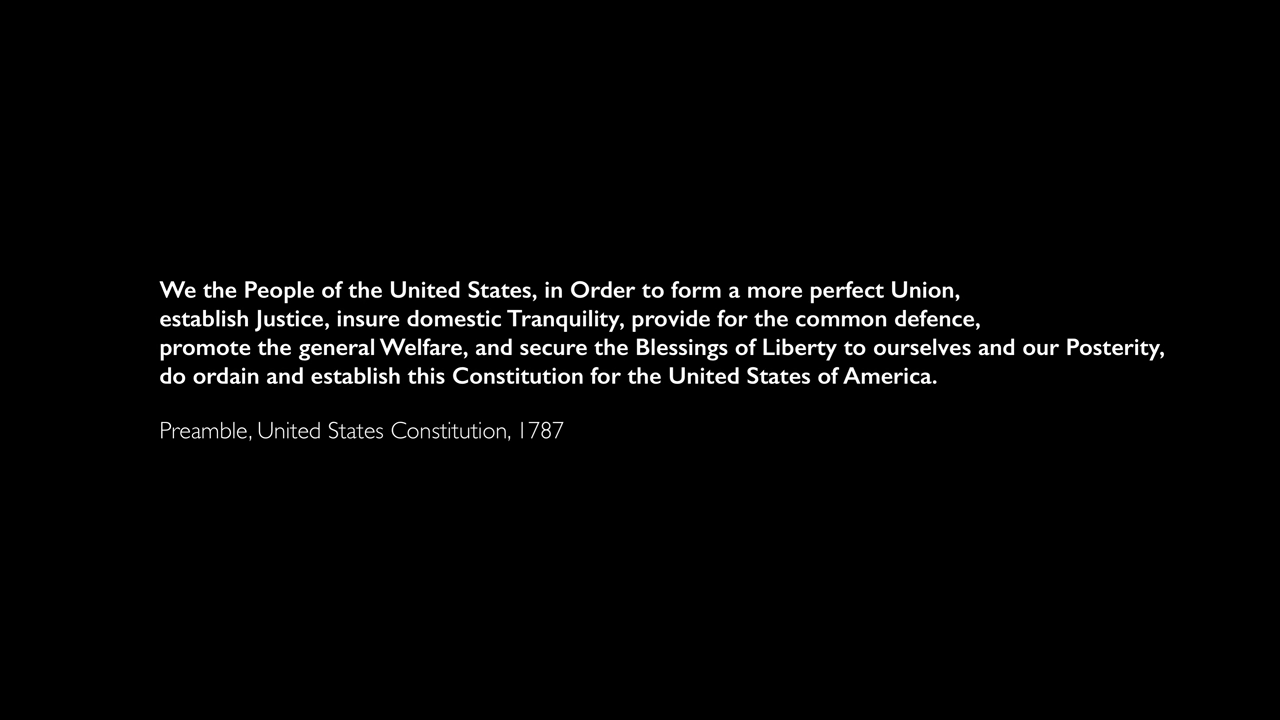 We the People of the United States, in Order to form a more perfect Union,
establish Justice, insure domestic Tranquility, provide for the common defence,
promote the general Welfare, and secure the Blessings of Liberty to ourselves and our Posterity,
do ordain and establish this Constitution for the United States of America.
Preamble, United States Constitution, 1787